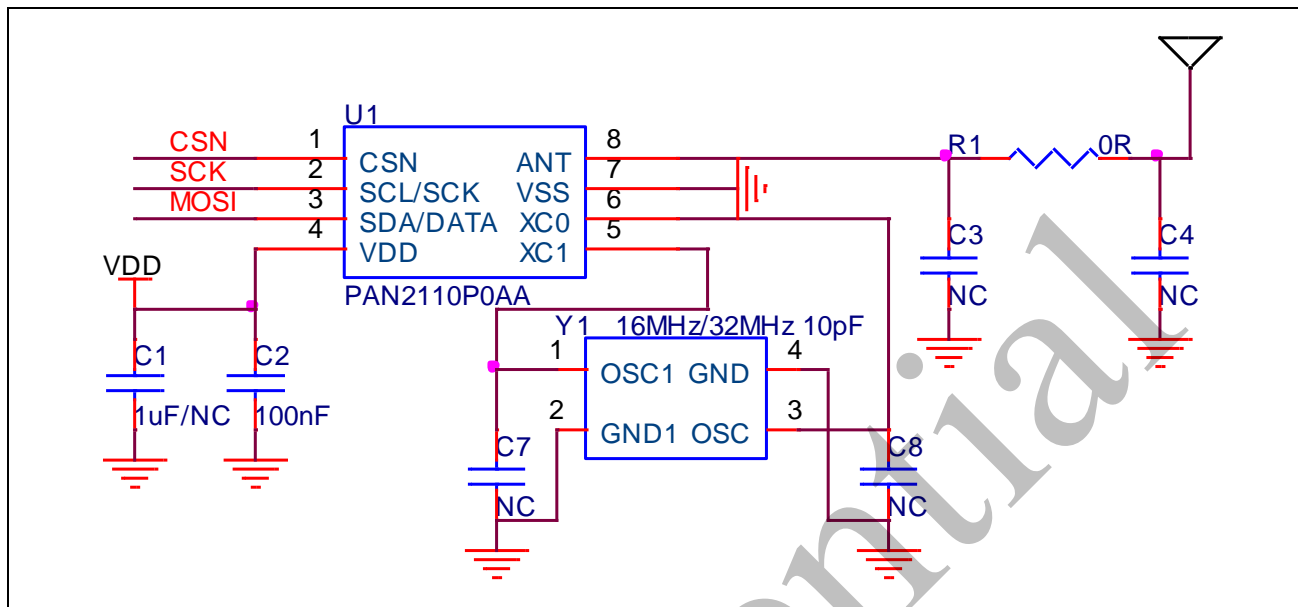 U1
CSN 1 CSN ANT 8
SCK 2 SCL/SCK VSS 7
MOSI 3 SDA/DATA XC0 6
4 VDD XC1 5
PAN2110P0AA
R1 0R
VDD
C1
1uF/NC
C2
100nF
C3
NC
C4
NC
Y1 16MHz/32MHz 10pF
1 OSC1 GND 4
2 GND1 OSC 3
C7
NC
C8
NC
ntial